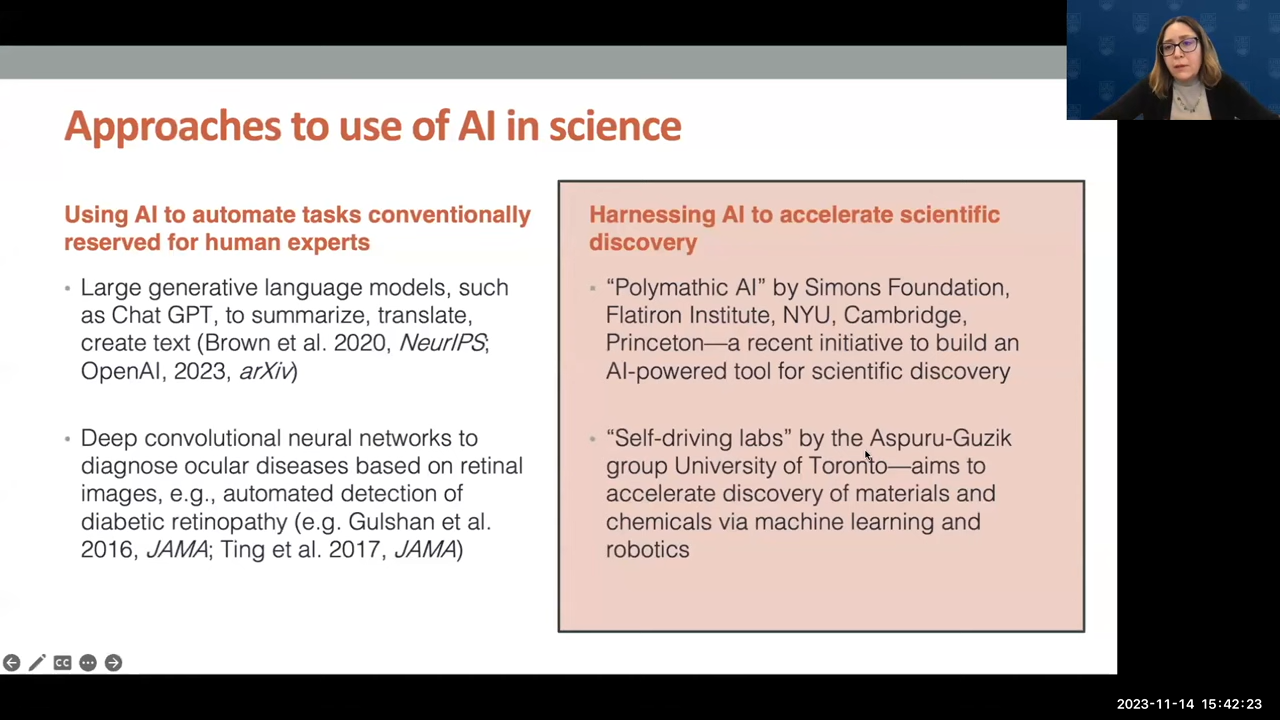 Approaches to use of AI in science
Using AI to automate tasks conventionally
reserved for human experts
• Large generative language models, such
as Chat GPT, to summarize, translate,
create text (Brown et al. 2020, NeurIPS;
OpenAI, 2023, arXiv)
• Deep convolutional neural networks to
diagnose ocular diseases based on retinal
images, e.g., automated detection of
diabetic retinopathy (e.g. Gulshan et al.
2016, JAMA; Ting et al. 2017, JAMA)
Harnessing AI to accelerate scientific
discovery
• “Polymathic AI” by Simons Foundation,
Flatiron Institute, NYU, Cambridge,
Princeton—a recent initiative to build an
AI-powered tool for scientific discovery
• “Self-driving labs” by the Aspuru-Guzik
group University of Toronto—aims to
accelerate discovery of materials and
chemicals via machine learning and
robotics
CC
2023-11-14 15:42:23